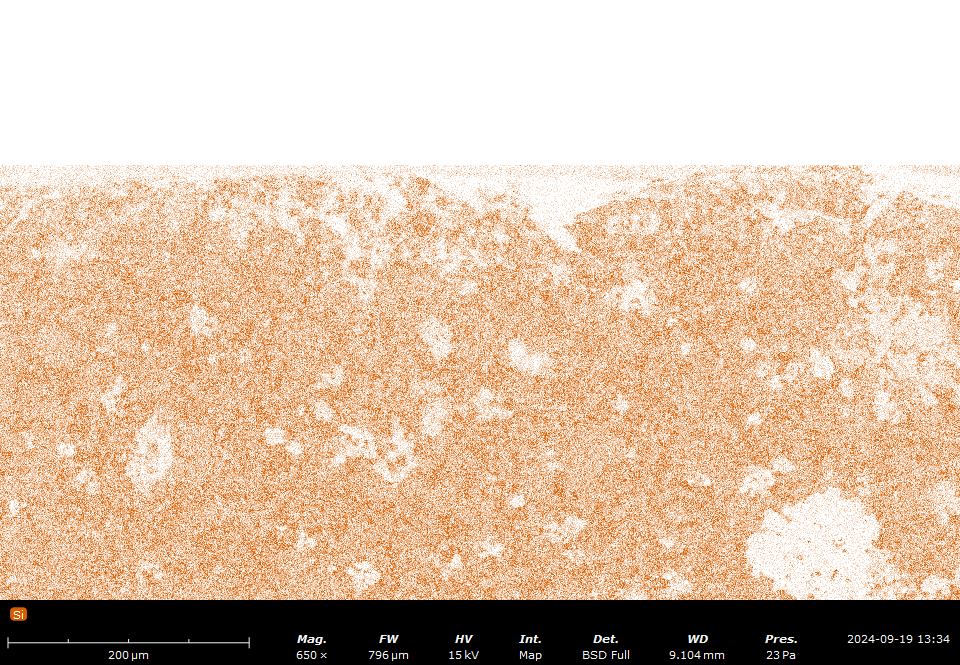 Si
Mag. FW HV Int. Det. WD Pres. 2024-09-19 13:34
200 µm 650 x 796 µm 15 kV Map BSD Full 9.104 mm 23 Pa